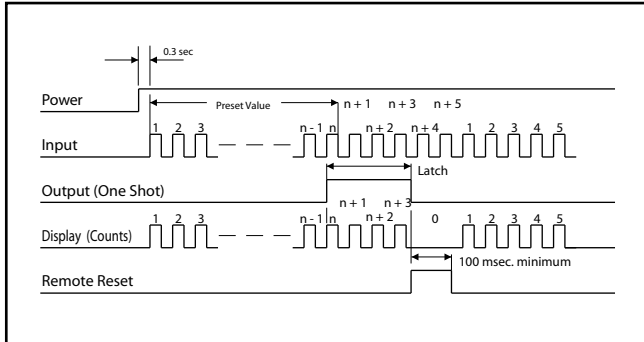 0.3 sec
Power
Preset Value
n + 1 n + 3 n + 5
1 2 3 n - 1 n n + 2 n + 4 1 2 3 4 5
Input
Latch
Output (One Shot)
n + 1 n + 3
1 2 3 n - 1 n n + 2 0 1 2 3 4 5
Display (Counts)
100 msec. minimum
Remote Reset